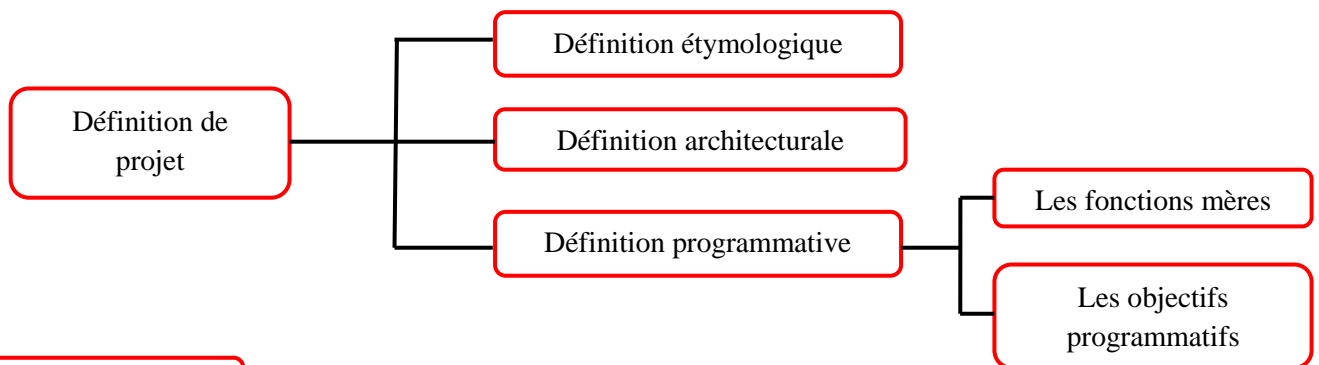 Définition étymologique
Définition de
projet
Définition architecturale
Les fonctions mères
Définition programmative
Les objectifs
programmatifs